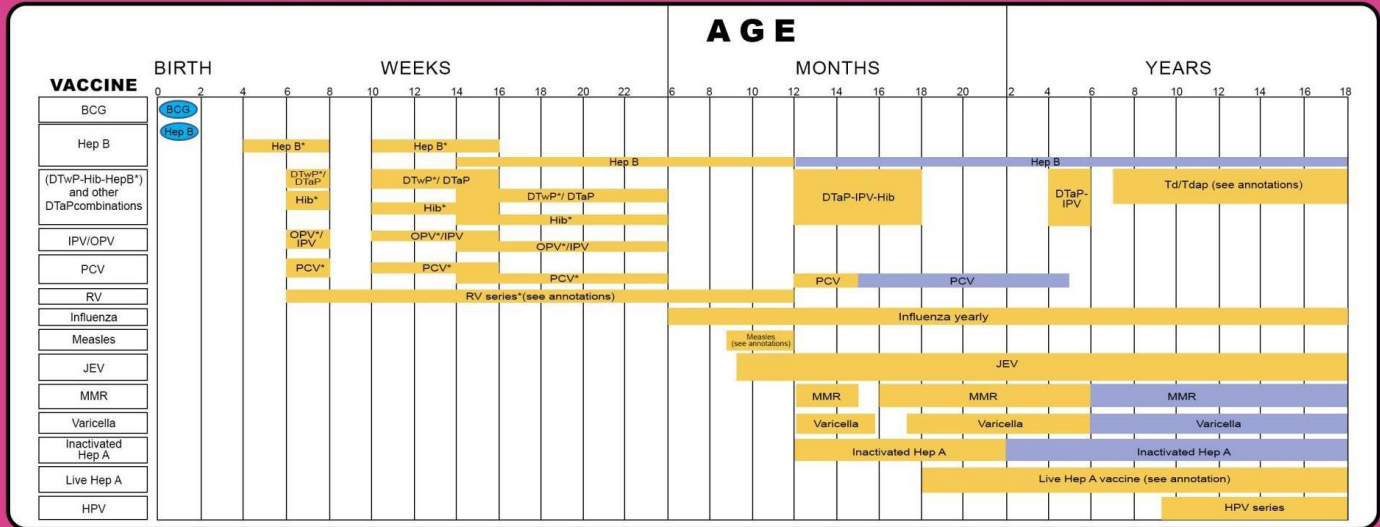 AGE
BIRTH WEEKS MONTHS YEARS
VACCINE
0 2 4 6 8 10 12 14 16 18 20 22 24 6 8 10 12 14 16 18 20 22 2 4 6 8 10 12 14 16 18
BCG BCG
Hep B
Hep B Hep B* Hep B*
Hep B Hep B
(DTwP-Hib-HepB*)
and other
DTaPcombinations
DTwP*/
DTaP
DTwP*/ DTaP
DTwP*/ DTaP
Hib*
Hib*
Hib*
DTaP-IPV-Hib
DTaP-
IPV
Td/Tdap (see annotations)
IPV/OPV
OPV*/
IPV
OPV*/IPV
OPV*/IPV
PCV PCV* PCV*
PCV* PCV PCV
RV RV series*(see annotations)
Influenza Influenza yearly
Measles Measles
(see annotations)
JEV JEV
MMR MMR MMR MMR
Varicella Varicella Varicella Varicella
Inactivated
Hep A
Inactivated Hep A Inactivated Hep A
Live Hep A Live Hep A vaccine (see annotation)
HPV HPV series